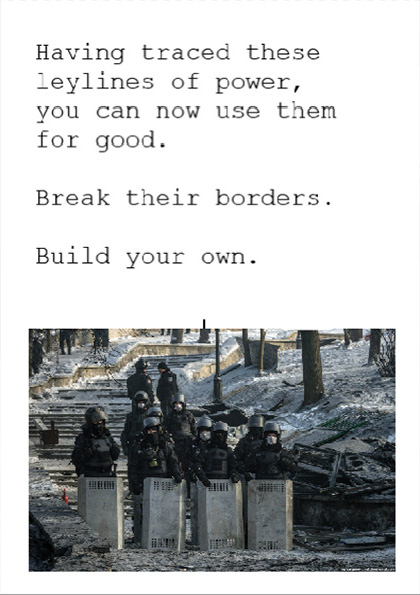 Having traced these
leylines of power,
you can now use them
for good.
Break their borders.
Build your own.